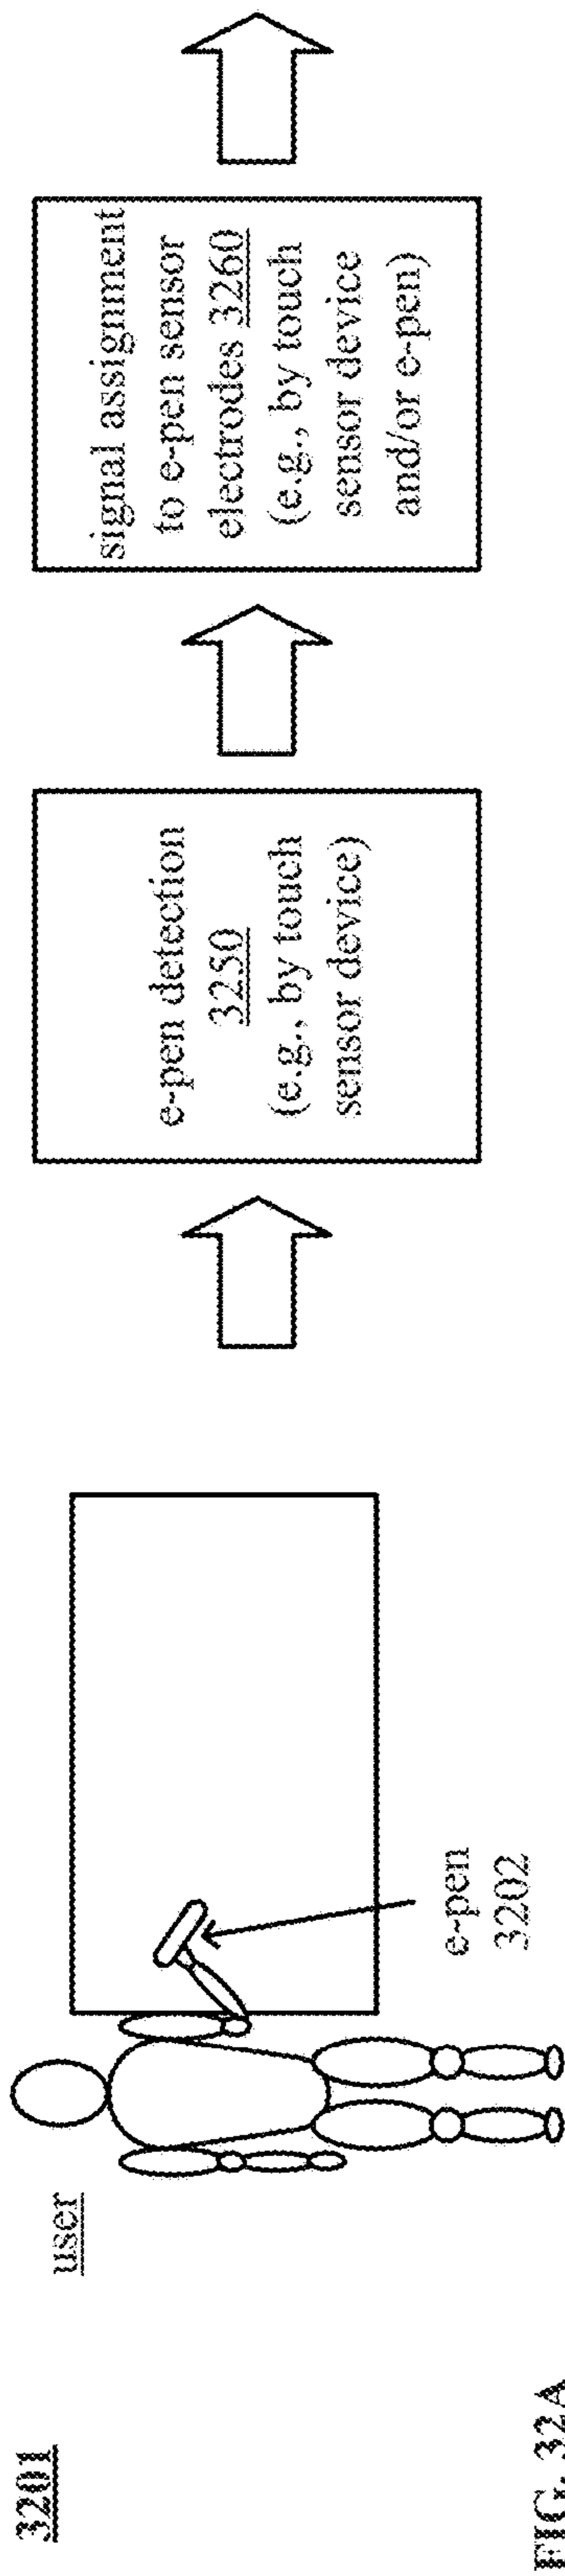 3201
user
e-pen
3202
e-pen detection
3250
(e.g., by touch
sensor device)
signal assignment
to e-pen sensor
electrodes 3260
(e.g., by touch
sensor device
and/or e-pen)
FIG. 32A